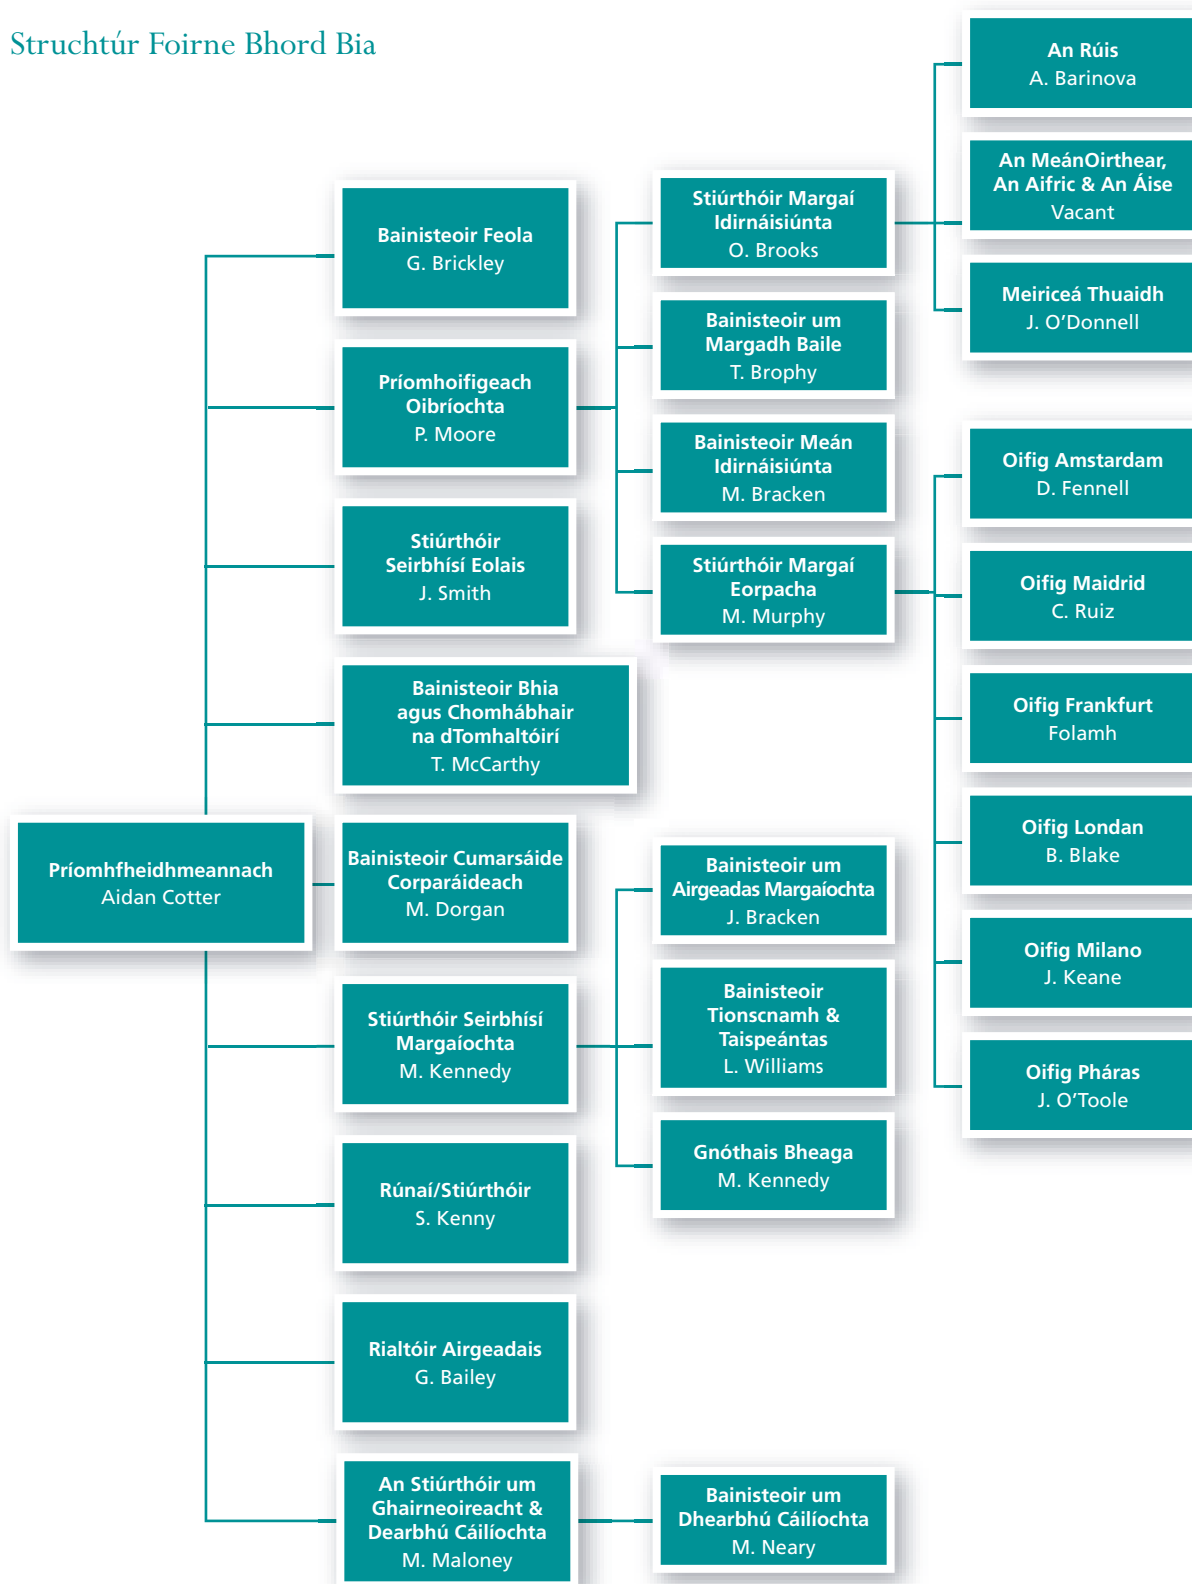 Struchtúr Foirne Bhord Bia
Príomhfheidhmeannach
Aidan Cotter
Bainisteoir Feola
G. Brickley
Príomhoifigeach
Oibríochta
P. Moore
Stiúrthóir
Seirbhísí Eolais
J. Smith
Bainisteoir Bhia
agus Chomhábhair
na dTomhaltóirí
T. McCarthy
Bainisteoir Cumarsáide
Corparáideach
M. Dorgan
Stiúrthóir Seirbhísí
Margaíochta
M. Kennedy
Rúnaí/Stiúrthóir
S. Kenny
Rialtóir Airgeadais
G. Bailey
An Stiúrthóir um
Ghairneoireacht &
Dearbhú Cáilíochta
M. Maloney
Stiúrthóir Margaí
Idirnáisiúnta
O. Brooks
Bainisteoir um
Margadh Baile
T. Brophy
Bainisteoir Meán
Idirnáisiúnta
M. Bracken
Stiúrthóir Margaí
Eorpacha
M. Murphy
Bainisteoir um
Airgeadas Margaíochta
J. Bracken
Bainisteoir
Tionscnamh &
Taispeántas
L. Williams
Gnóthais Bheaga
M. Kennedy
Bainisteoir um
Dhearbhú Cáilíochta
M. Neary
An Rúis
A. Barinova
An MeánOirthear,
An Aifric & An Áise
Vacant
Meiriceá Thuaidh
J. O’Donnell
Oifig Amstardam
D. Fennell
Oifig Maidrid
C. Ruiz
Oifig Frankfurt
Folamh
Oifig Londan
B. Blake
Oifig Milano
J. Keane
Oifig Pháras
J. O’Toole